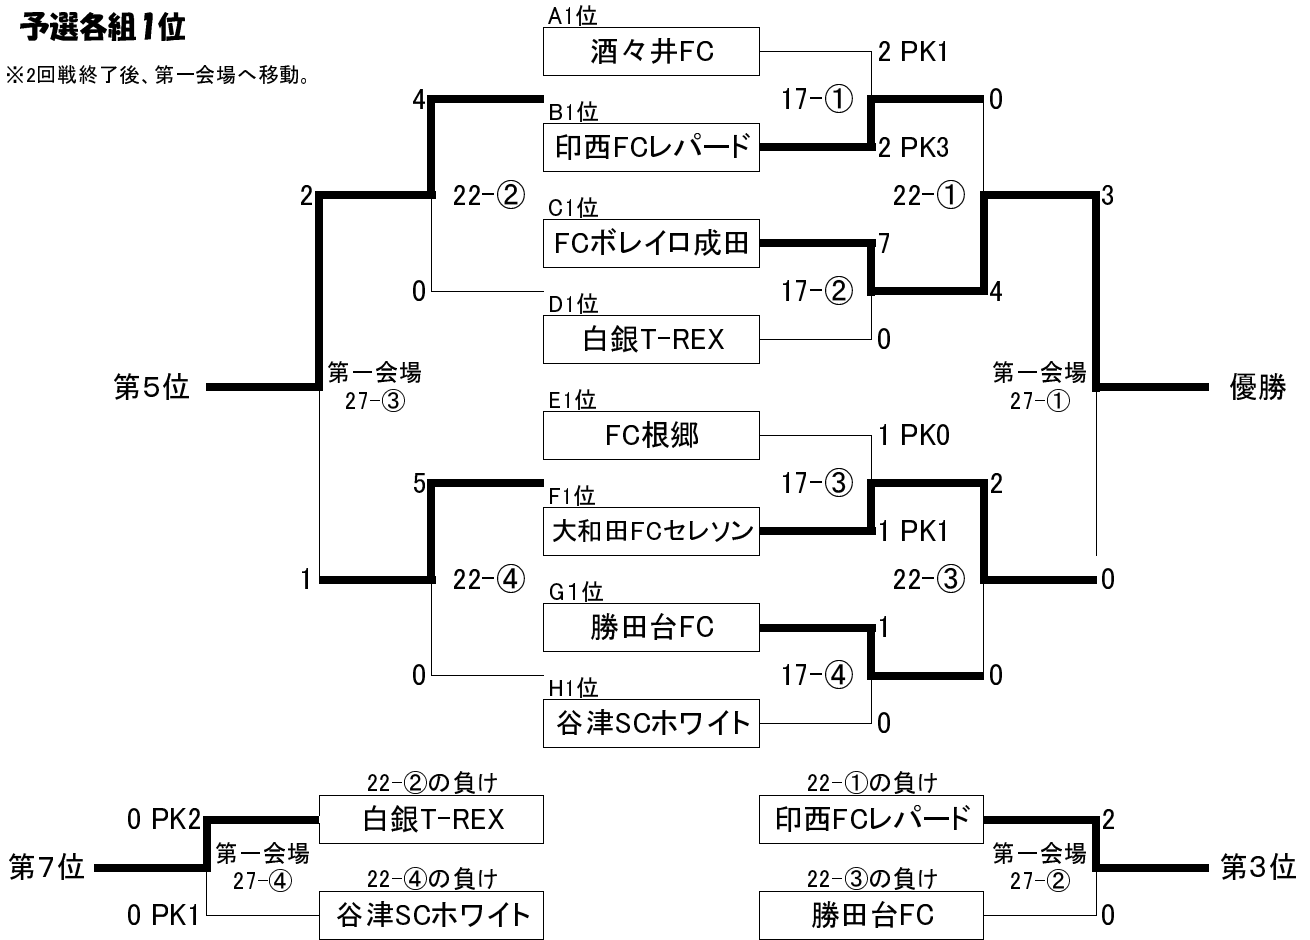 予選各組1位
※2回戦終了後、第一会場へ移動。
A1位
酒々井FC
2 PK1
17-①
4
0
B1位
印西FCレパード
2 PK3
2
22-②
22-①
3
C1位
FCボレイロ成田
7
0
17-②
4
D1位
白銀T-REX
0
第5位
第一会場
27-③
第一会場
27-①
優勝
E1位
FC根郷
1 PK0
5
17-③
2
F1位
大和田FCセレソン
1 PK1
1
22-④
22-③
0
G1位
勝田台FC
1
0
17-④
0
H1位
谷津SCホワイト
0
22-②の負け
白銀T-REX
0 PK2
第7位
第一会場
27-④
22-④の負け
谷津SCホワイト
0 PK1
22-①の負け
印西FCレパード
2
第一会場
27-②
第3位
22-③の負け
勝田台FC
0